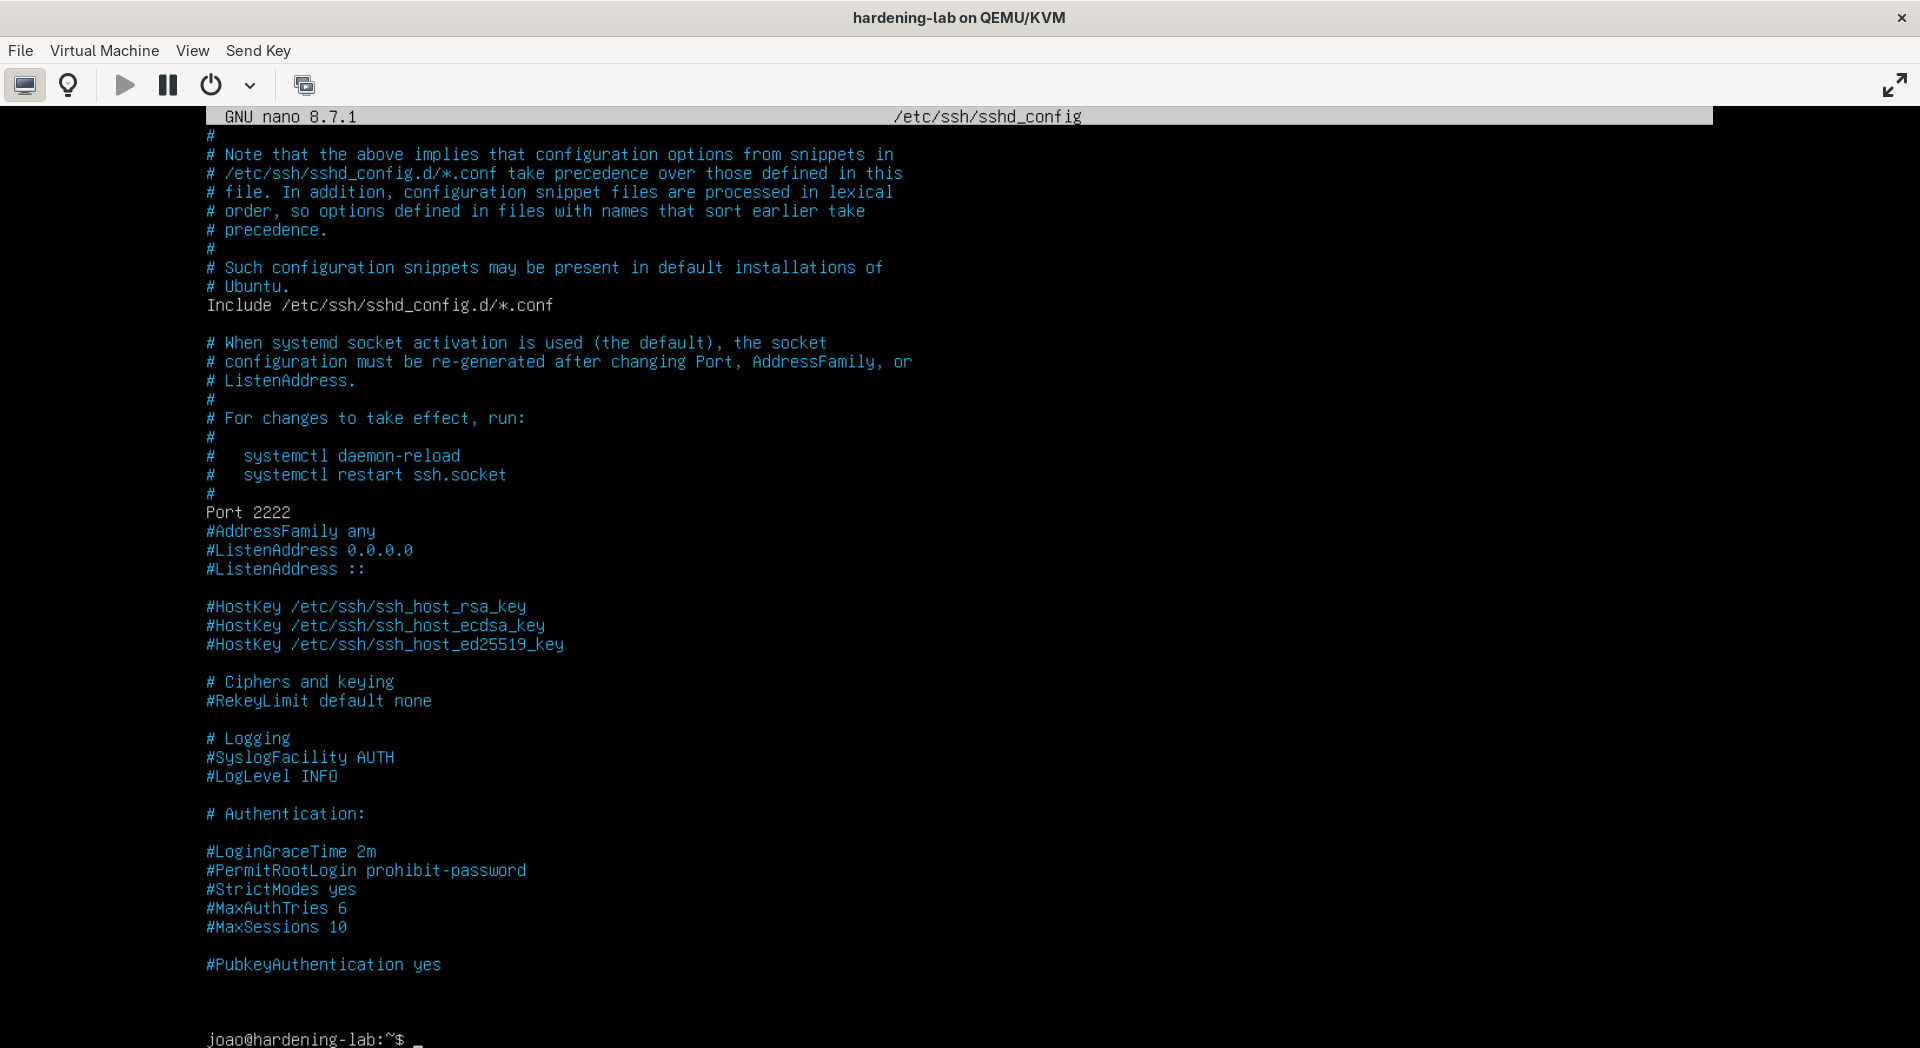 hardening-lab on QEMU/KVM
File Virtual Machine View Send Key
GNU nano 8.7.1 /etc/ssh/sshd_config
#
# Note that the above implies that configuration options from snippets in
# /etc/ssh/sshd_config.d/*.conf take precedence over those defined in this
# file. In addition, configuration snippet files are processed in lexical
# order, so options defined in files with names that sort earlier take
# precedence.
#
# Such configuration snippets may be present in default installations of
# Ubuntu.
Include /etc/ssh/sshd_config.d/*.conf
# When systemd socket activation is used (the default), the socket
# configuration must be re-generated after changing Port, AddressFamily, or
# ListenAddress.
#
# For changes to take effect, run:
#
#   systemctl daemon-reload
#   systemctl restart ssh.socket
#
Port 2222
#AddressFamily any
#ListenAddress 0.0.0.0
#ListenAddress ::
#HostKey /etc/ssh/ssh_host_rsa_key
#HostKey /etc/ssh/ssh_host_ecdsa_key
#HostKey /etc/ssh/ssh_host_ed25519_key
# Ciphers and keying
#RekeyLimit default none
# Logging
#SyslogFacility AUTH
#LogLevel INFO
# Authentication:
#LoginGraceTime 2m
#PermitRootLogin prohibit-password
#StrictModes yes
#MaxAuthTries 6
#MaxSessions 10
#PubkeyAuthentication yes
joao@hardening-lab:~$ _